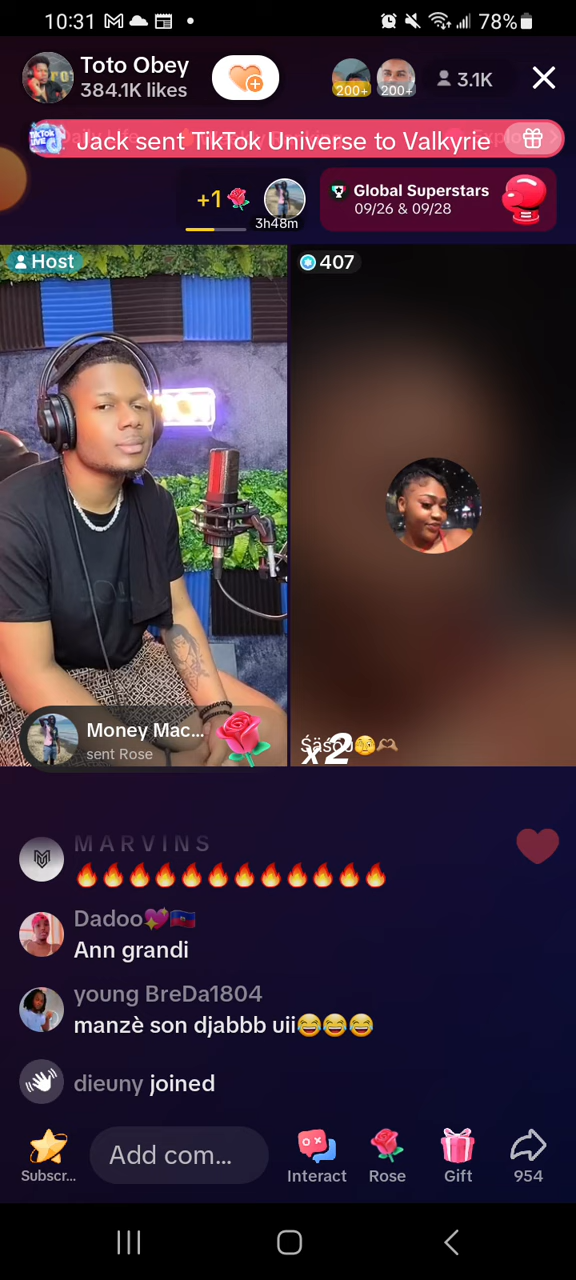 10:31
78%
Toto Obey
384.1K likes
200+
200+
3.1K
Jack sent TikTok Universe to Valkyrie
+1
3h48m
Global Superstars
09/26 & 09/28
Host
407
Money Mac...
sent Rose
x2
M A R V I N S
🔥🔥🔥🔥🔥🔥🔥🔥🔥🔥🔥🔥
Dadoo💖🇭🇹
Ann grandi
young BreDa1804
manzè son djabbb uii😂😂😂
dieuny joined
Subscr...
Add com...
Interact
Rose
Gift
954